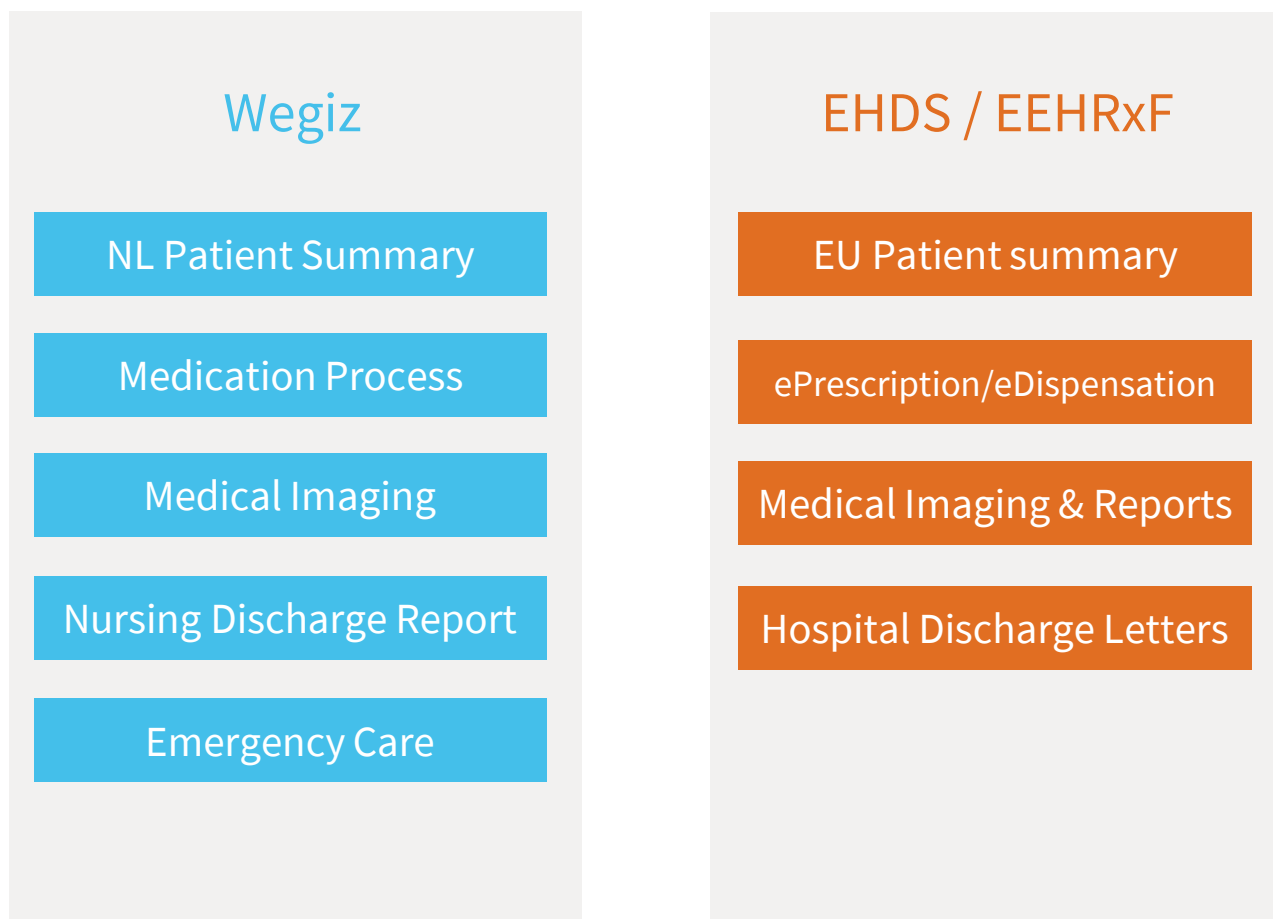 Wegiz
NL Patient Summary
Medication Process
Medical Imaging
Nursing Discharge Report
Emergency Care
EHDS / EEHRxF
EU Patient summary
ePrescription/eDispensation
Medical Imaging & Reports
Hospital Discharge Letters